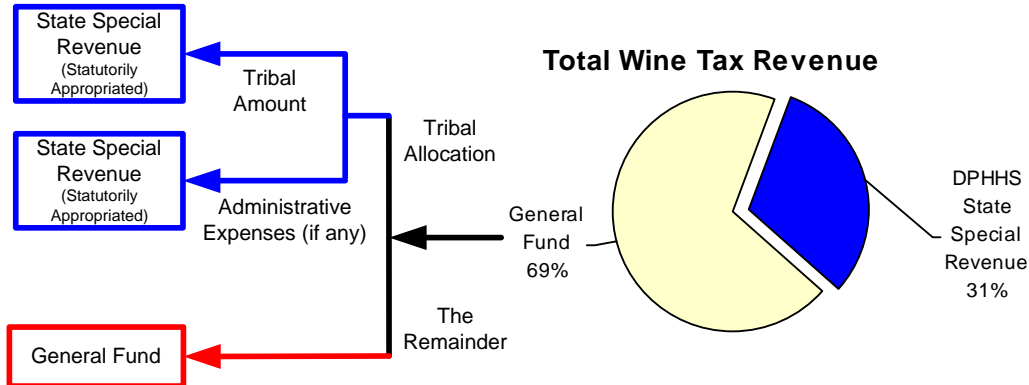 State Special
Revenue
(Statutorily
Appropriated)
Tribal
Amount
State Special
Revenue
(Statutorily
Appropriated)
Administrative
Expenses (if any)
Tribal
Allocation
The
Remainder
General Fund
Total Wine Tax Revenue
General
Fund
69%
DPHHS
State
Special
Revenue
31%